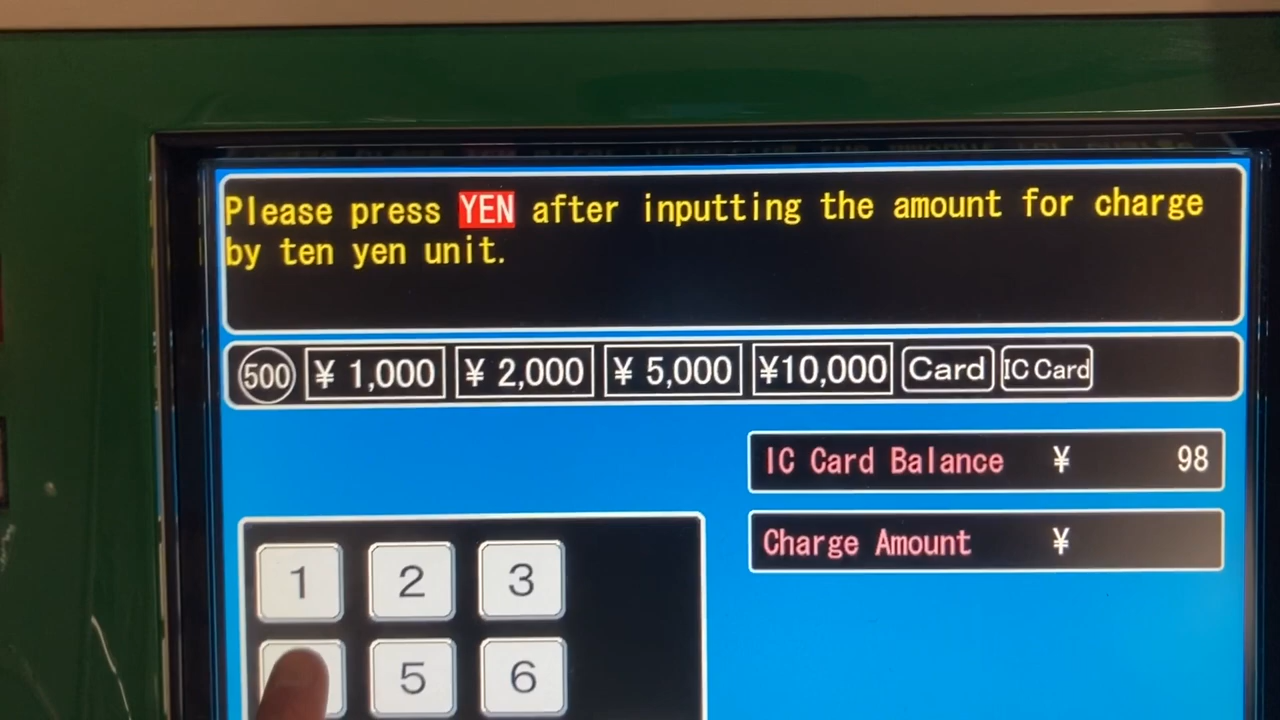 Please press YEN after inputting the amount for charge
by ten yen unit.
500 ¥ 1,000 ¥ 2,000 ¥ 5,000 ¥10,000 Card IC Card
IC Card Balance ¥ 98
Charge Amount ¥
1 2 3
5 6